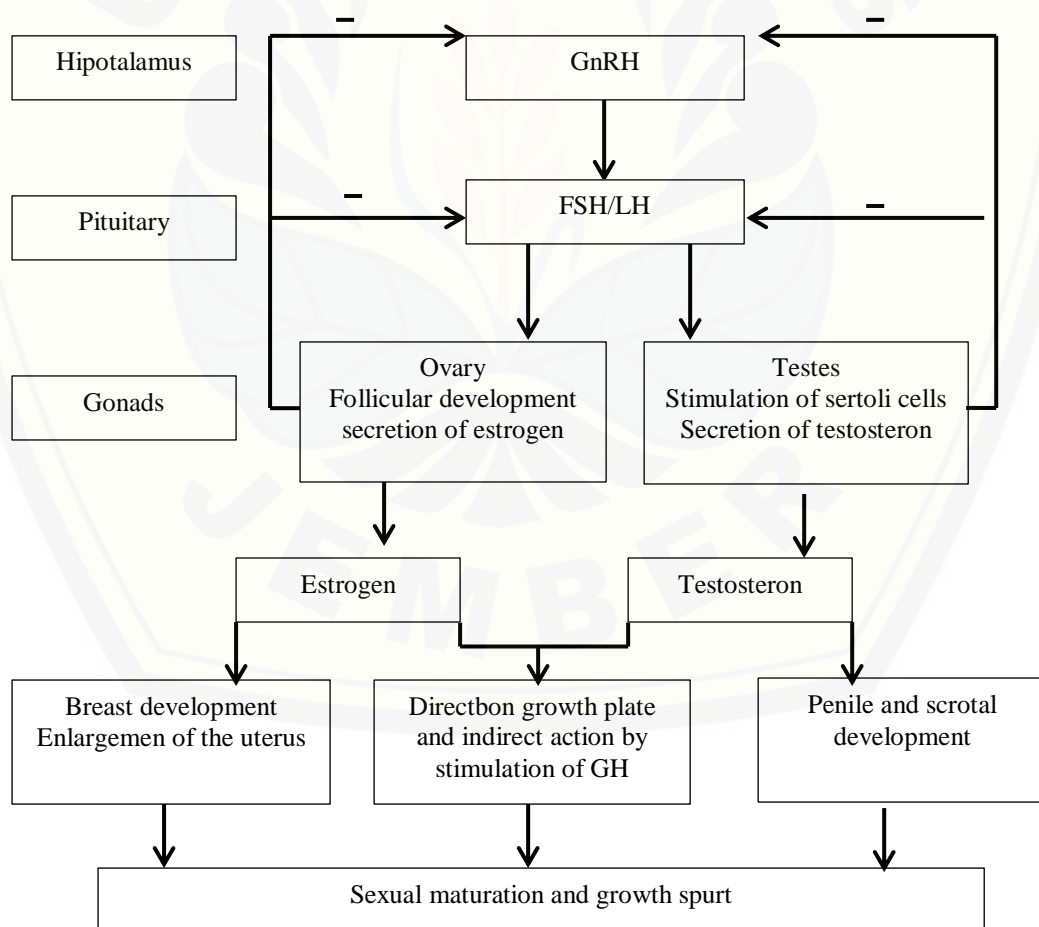 –
–
Hipotalamus
GnRH
–
–
Pituitary
FSH/LH
Gonads
Ovary
Follicular development
secretion of estrogen
Testes
Stimulation of sertoli cells
Secretion of testosteron
Estrogen
Testosteron
Breast development
Enlargemen of the uterus
Directbon growth plate
and indirect action by
stimulation of GH
Penile and scrotal
development
Sexual maturation and growth spurt
JEMBER